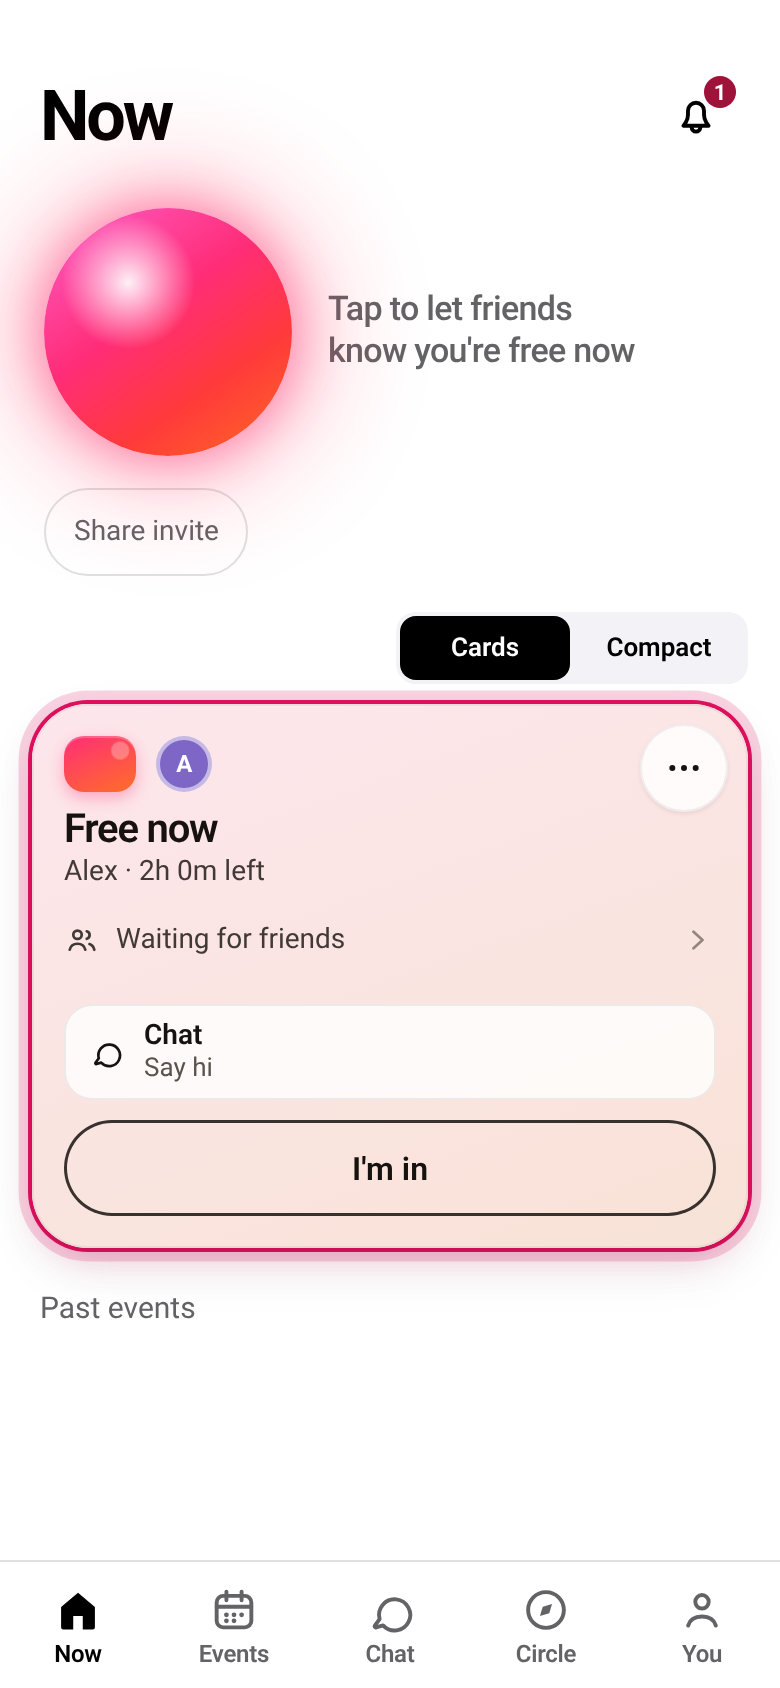 Now
1
Tap to let friends
know you're free now
Share invite
Cards
Compact
A
Free now
Alex · 2h 0m left
Waiting for friends
Chat
Say hi
I'm in
Past events
Now
Events
Chat
Circle
You